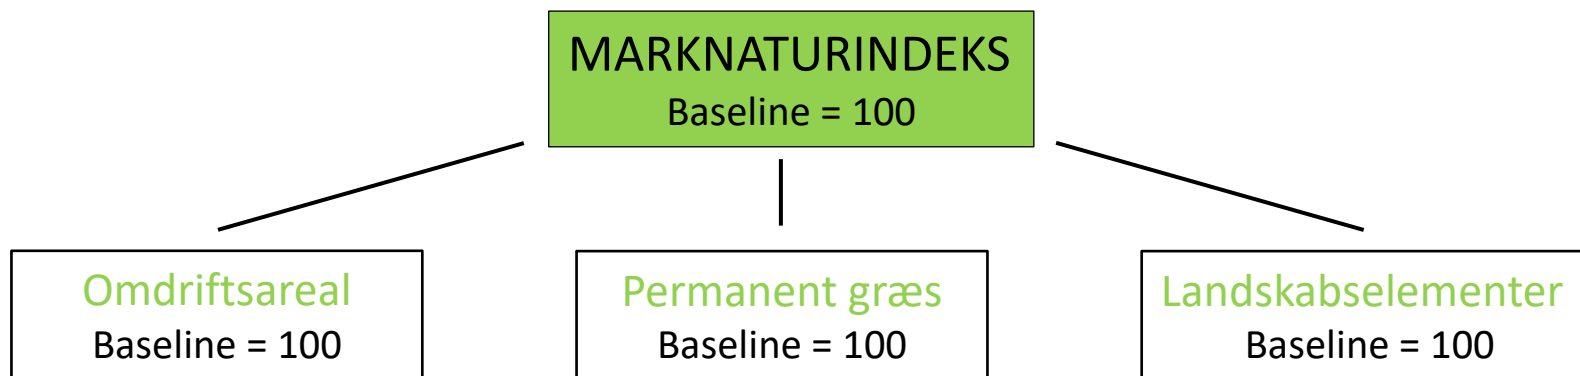 MARKNATURINDEKS
Baseline = 100
Omdriftsareal
Baseline = 100
Permanent græs
Baseline = 100
Landskabselementer
Baseline = 100